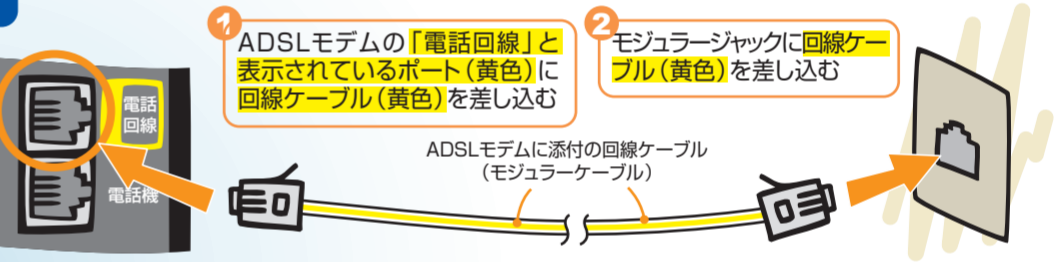 1
ADSLモデムの「電話回線」と
表示されているポート(黄色)に
回線ケーブル(黄色)を差し込む
2
モジュラージャックに回線ケー
ブル(黄色)を差し込む
電話
回線
電話機
ADSLモデムに添付の回線ケーブル
(モジュラーケーブル)